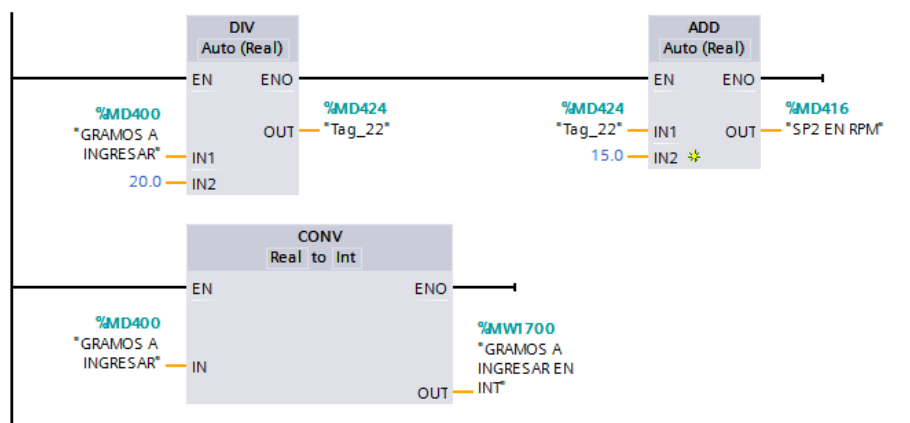 DIV
Auto (Real)
EN ENO
%MD400
"GRAMOS A
INGRESAR"
IN1
20.0
IN2
OUT
%MD424
"Tag_22"
ADD
Auto (Real)
EN ENO
%MD424
"Tag_22"
IN1
15.0
IN2
OUT
%MD416
"SP2 EN RPM"
CONV
Real to Int
EN ENO
%MD400
"GRAMOS A
INGRESAR"
IN
OUT
%MW1700
"GRAMOS A
INGRESAR EN
INT"